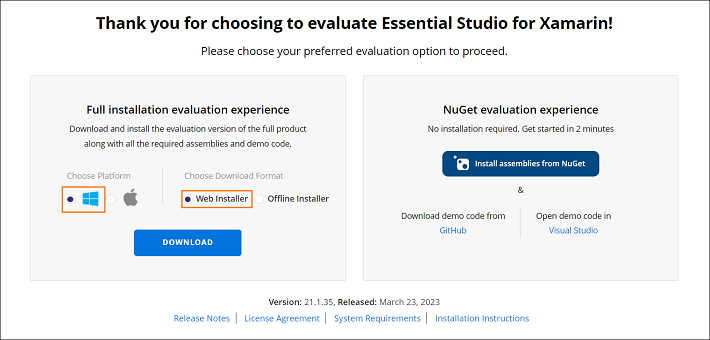 Thank you for choosing to evaluate Essential Studio for Xamarin!
Please choose your preferred evaluation option to proceed.
Full installation evaluation experience
Download and install the evaluation version of the full product
along with all the required assemblies and demo code.
Choose Platform
Choose Download Format
Web Installer
Offline Installer
DOWNLOAD
NuGet evaluation experience
No installation required. Get started in 2 minutes
Install assemblies from NuGet
&
Download demo code from
GitHub
Open demo code in
Visual Studio
Version: 21.1.35, Released: March 23, 2023
Release Notes | License Agreement | System Requirements | Installation Instructions